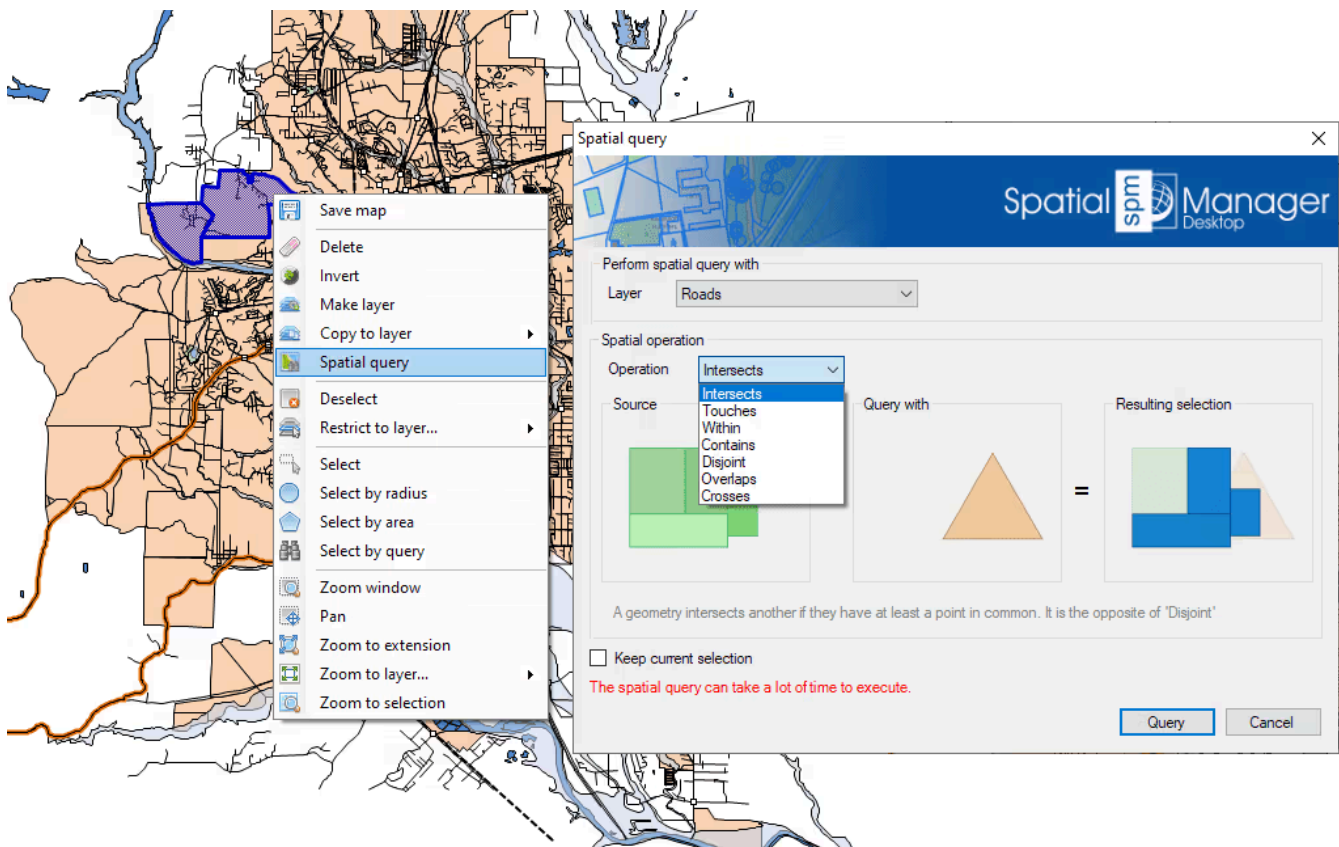 Save map
Delete
Invert
Make layer
Copy to layer
Spatial query
Deselect
Restrict to layer...
Select
Select by radius
Select by area
Select by query
Zoom window
Pan
Zoom to extension
Zoom to layer...
Zoom to selection
Spatial query
Spatial spm Manager
Desktop
Perform spatial query with
Layer Roads
Spatial operation
Operation Intersects
Intersects
Touches
Within
Contains
Disjoint
Overlaps
Crosses
Source Query with Resulting selection
=
A geometry intersects another if they have at least a point in common. It is the opposite of 'Disjoint'
Keep current selection
The spatial query can take a lot of time to execute.
Query Cancel